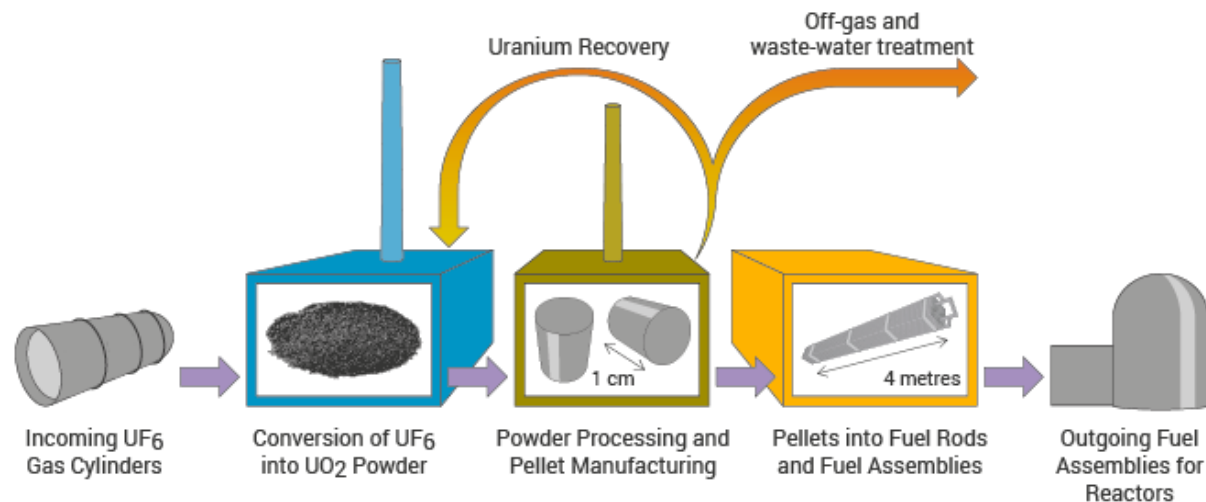 Uranium Recovery
Off-gas and
waste-water treatment
1 cm
4 metres
Incoming UF6
Gas Cylinders
Conversion of UF6
into UO2 Powder
Powder Processing and
Pellet Manufacturing
Pellets into Fuel Rods
and Fuel Assemblies
Outgoing Fuel
Assemblies for
Reactors